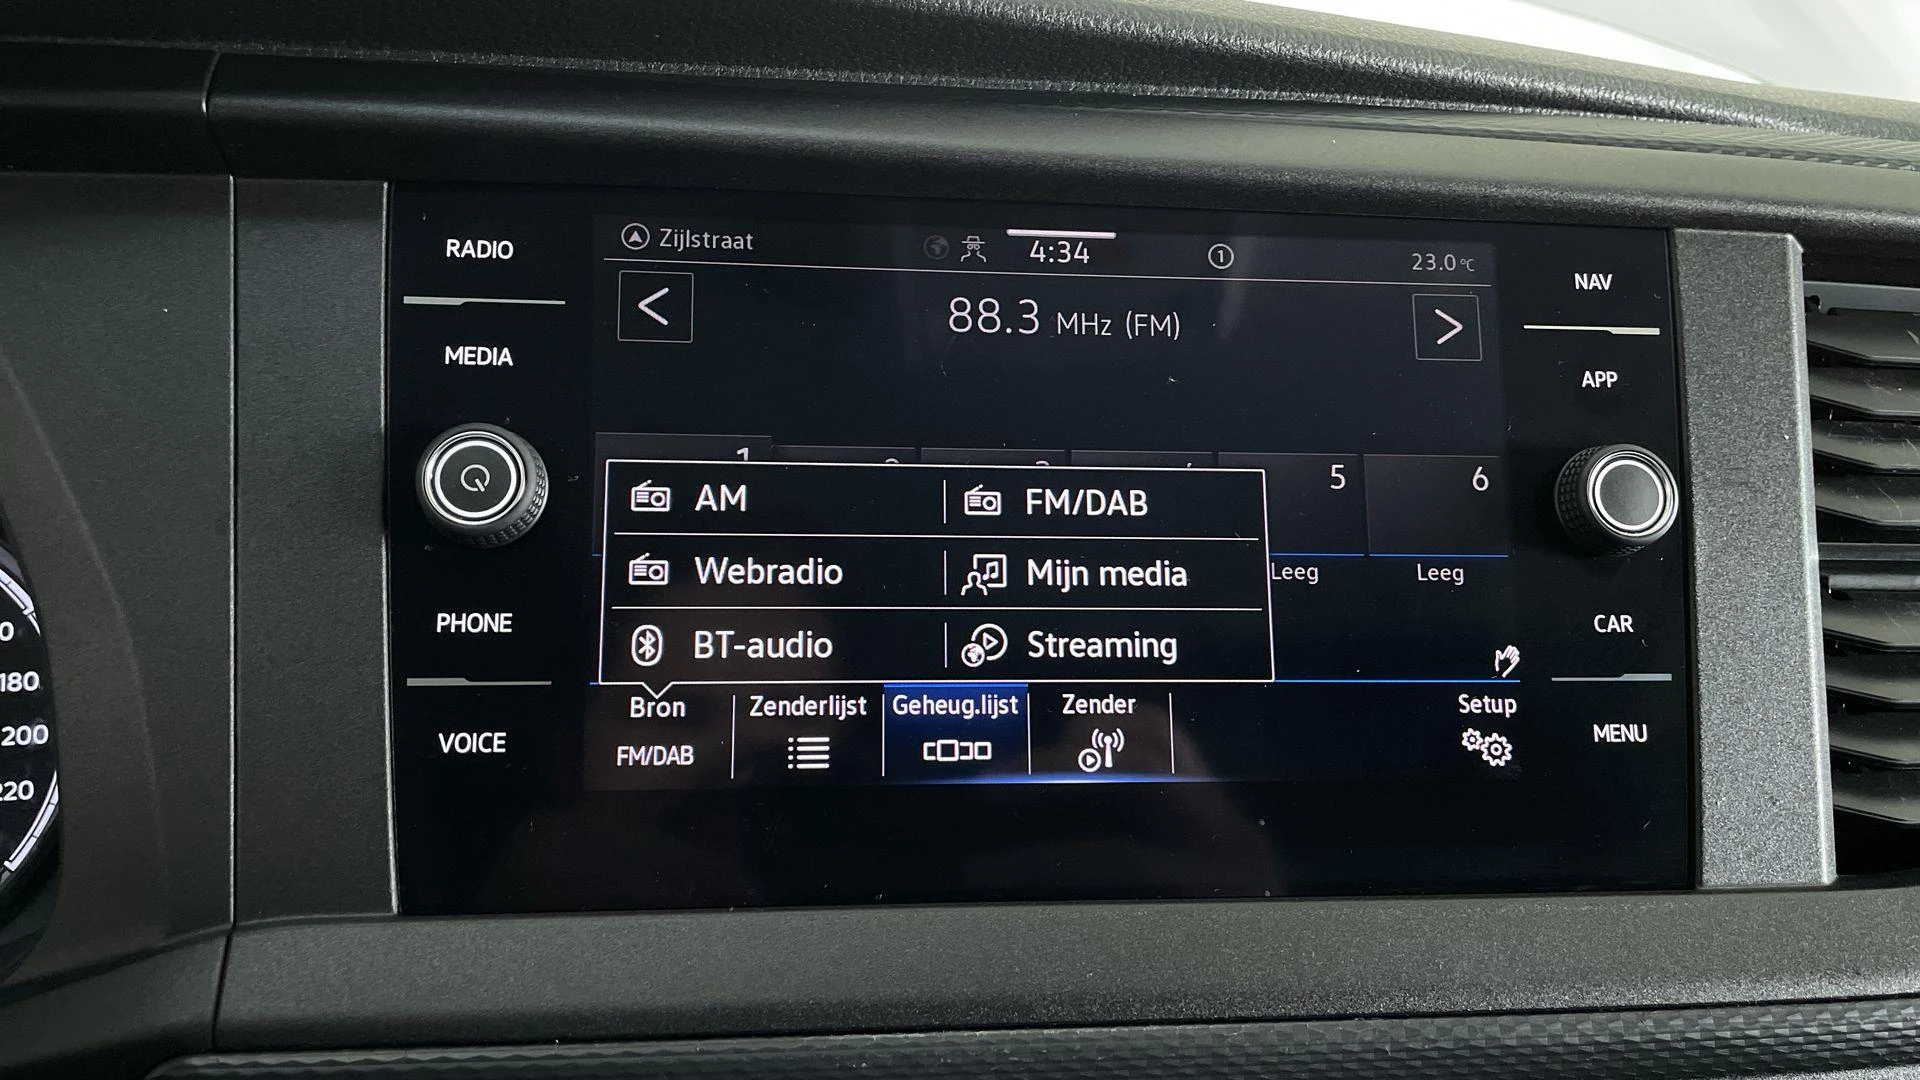 RADIO
MEDIA
PHONE
VOICE
Zijlstraat
4:34
1
23.0 °C
88.3 MHz (FM)
1
5
6
AM
FM/DAB
Webradio
Mijn media
BT-audio
Streaming
Leeg
Leeg
Bron
FM/DAB
Zenderlijst
Geheug.lijst
Zender
Setup
NAV
APP
CAR
MENU
180
200